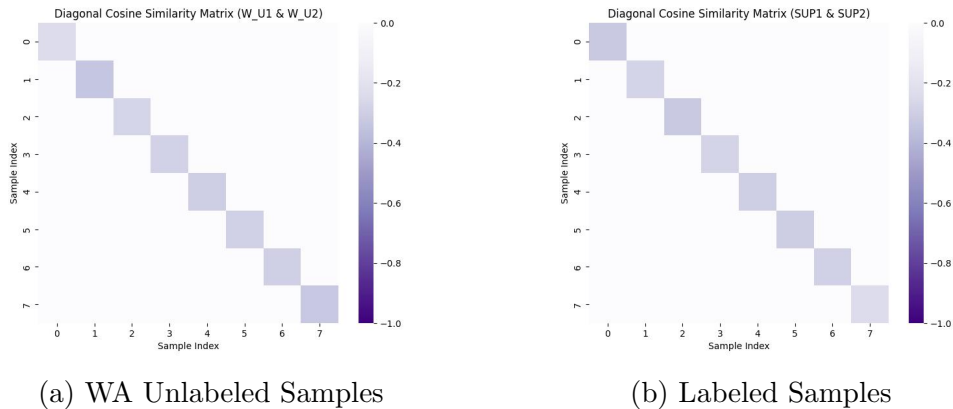 Diagonal Cosine Similarity Matrix (W_U1 & W_U2)
0
1
2
3
4
5
6
7
Sample Index
0 1 2 3 4 5 6 7
Sample Index
0.0
−0.2
−0.4
−0.6
−0.8
−1.0
(a) WA Unlabeled Samples
Diagonal Cosine Similarity Matrix (SUP1 & SUP2)
0
1
2
3
4
5
6
7
Sample Index
0 1 2 3 4 5 6 7
Sample Index
0.0
−0.2
−0.4
−0.6
−0.8
−1.0
(b) Labeled Samples